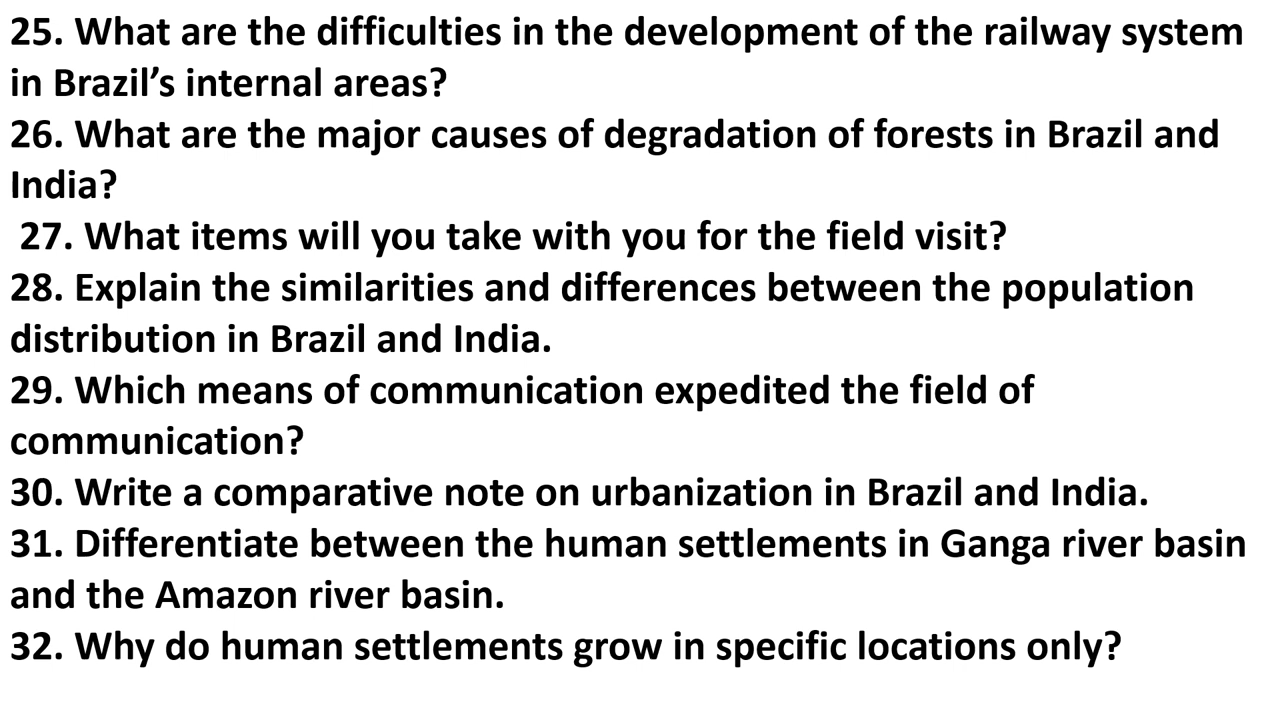 25. What are the difficulties in the development of the railway system
in Brazil’s internal areas?
26. What are the major causes of degradation of forests in Brazil and
India?
27. What items will you take with you for the field visit?
28. Explain the similarities and differences between the population
distribution in Brazil and India.
29. Which means of communication expedited the field of
communication?
30. Write a comparative note on urbanization in Brazil and India.
31. Differentiate between the human settlements in Ganga river basin
and the Amazon river basin.
32. Why do human settlements grow in specific locations only?